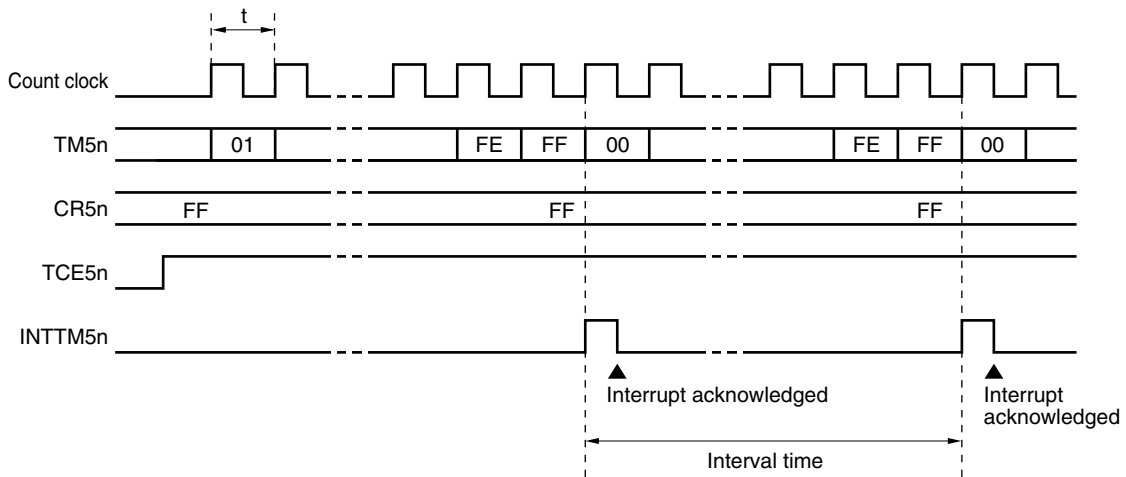 t
Count clock
TM5n 01 FE FF 00 FE FF 00
CR5n FF FF FF
TCE5n
INTTM5n
Interrupt acknowledged
Interrupt
acknowledged
Interval time